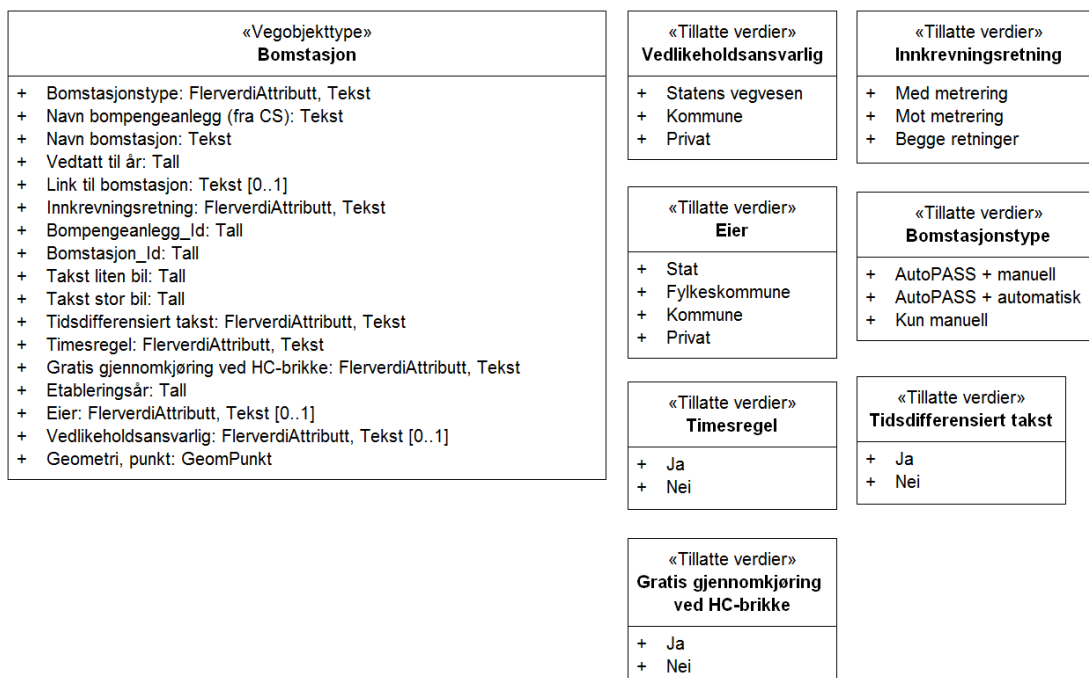 «Vegobjekttype»
Bomstasjon
+ Bomstasjonstype: FlerverdiAttributt, Tekst
+ Navn bompengeanlegg (fra CS): Tekst
+ Navn bomstasjon: Tekst
+ Vedtatt til år: Tall
+ Link til bomstasjon: Tekst [0..1]
+ Innkrevningsretning: FlerverdiAttributt, Tekst
+ Bompengeanlegg_Id: Tall
+ Bomstasjon_Id: Tall
+ Takst liten bil: Tall
+ Takst stor bil: Tall
+ Tidsdifferensiert takst: FlerverdiAttributt, Tekst
+ Timesregel: FlerverdiAttributt, Tekst
+ Gratis gjennomkjøring ved HC-brikke: FlerverdiAttributt, Tekst
+ Etableringsår: Tall
+ Eier: FlerverdiAttributt, Tekst [0..1]
+ Vedlikeholdsansvarlig: FlerverdiAttributt, Tekst [0..1]
+ Geometri, punkt: GeomPunkt
«Tillatte verdier»
Vedlikeholdsansvarlig
+ Statens vegvesen
+ Kommune
+ Privat
«Tillatte verdier»
Innkrevningsretning
+ Med metrering
+ Mot metrering
+ Begge retninger
«Tillatte verdier»
Eier
+ Stat
+ Fylkeskommune
+ Kommune
+ Privat
«Tillatte verdier»
Bomstasjonstype
+ AutoPASS + manuell
+ AutoPASS + automatisk
+ Kun manuell
«Tillatte verdier»
Timesregel
+ Ja
+ Nei
«Tillatte verdier»
Tidsdifferensiert takst
+ Ja
+ Nei
«Tillatte verdier»
Gratis gjennomkjøring
ved HC-brikke
+ Ja
+ Nei